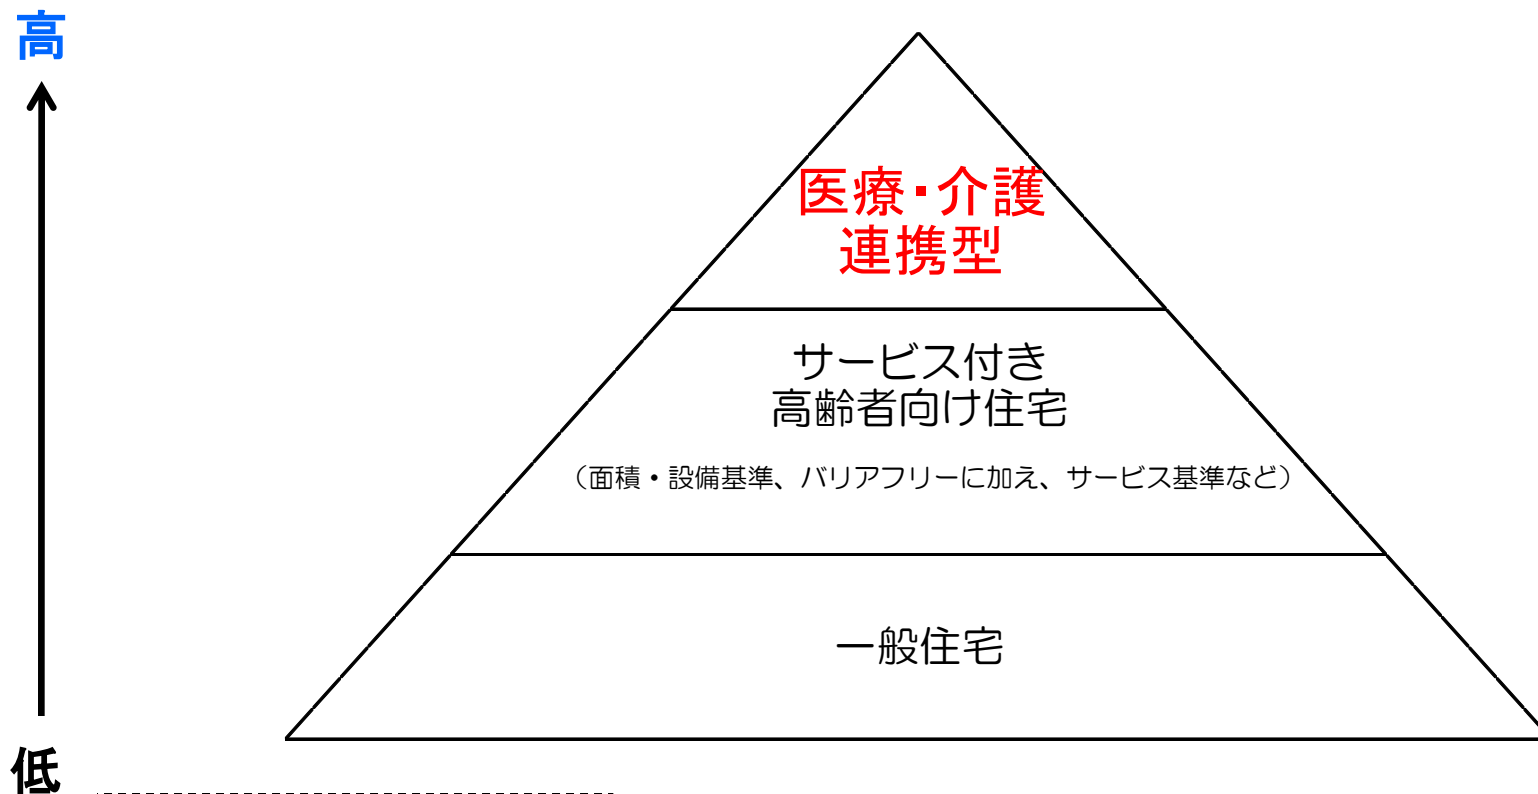 高
医療・介護
連携型
サービス付き
高齢者向け住宅
（面積・設備基準、バリアフリーに加え、サービス基準など）
一般住宅
低